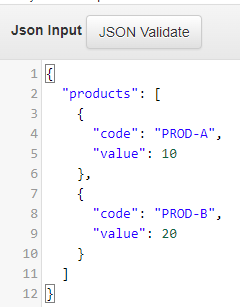 Json Input JSON Validate
1 {
2   "products": [
3     {
4       "code": "PROD-A",
5       "value": 10
6     },
7     {
8       "code": "PROD-B",
9       "value": 20
10     }
11   ]
12 }